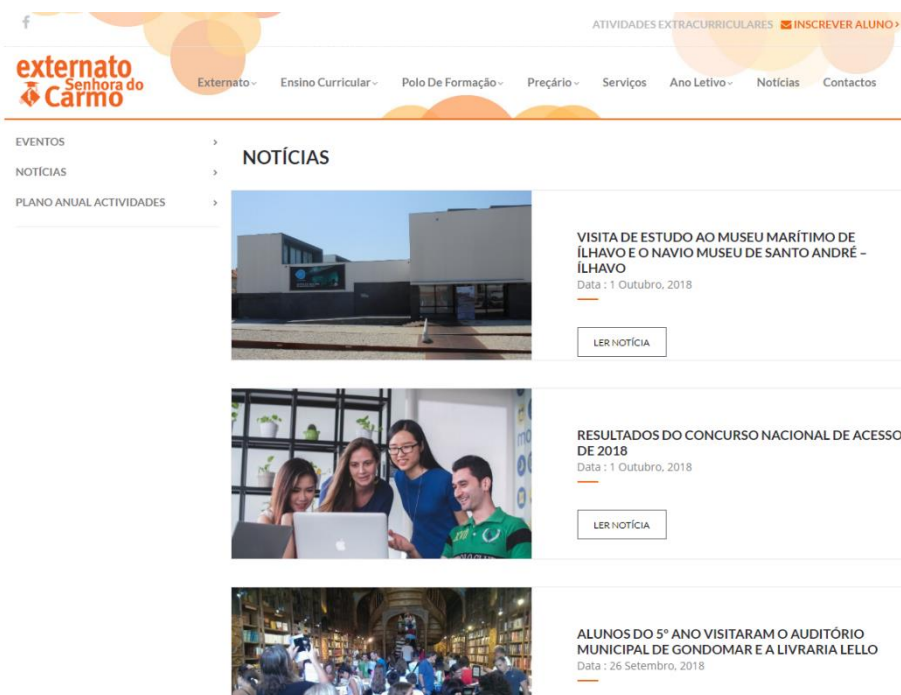 ATIVIDADES EXTRACURRICULARES INSCREVER ALUNO
externato
Senhora do
Carmo
Externato Ensino Curricular Polo De Formação Preçário Serviços Ano Letivo Notícias Contactos
EVENTOS
NOTÍCIAS
PLANO ANUAL ACTIVIDADES
NOTÍCIAS
VISITA DE ESTUDO AO MUSEU MARÍTIMO DE
ÍLHAVO E O NAVIO MUSEU DE SANTO ANDRÉ –
ÍLHAVO
Data : 1 Outubro, 2018
LER NOTÍCIA
RESULTADOS DO CONCURSO NACIONAL DE ACESSO
DE 2018
Data : 1 Outubro, 2018
LER NOTÍCIA
ALUNOS DO 5º ANO VISITARAM O AUDITÓRIO
MUNICIPAL DE GONDOMAR E A LIVRARIA LELLO
Data : 26 Setembro, 2018